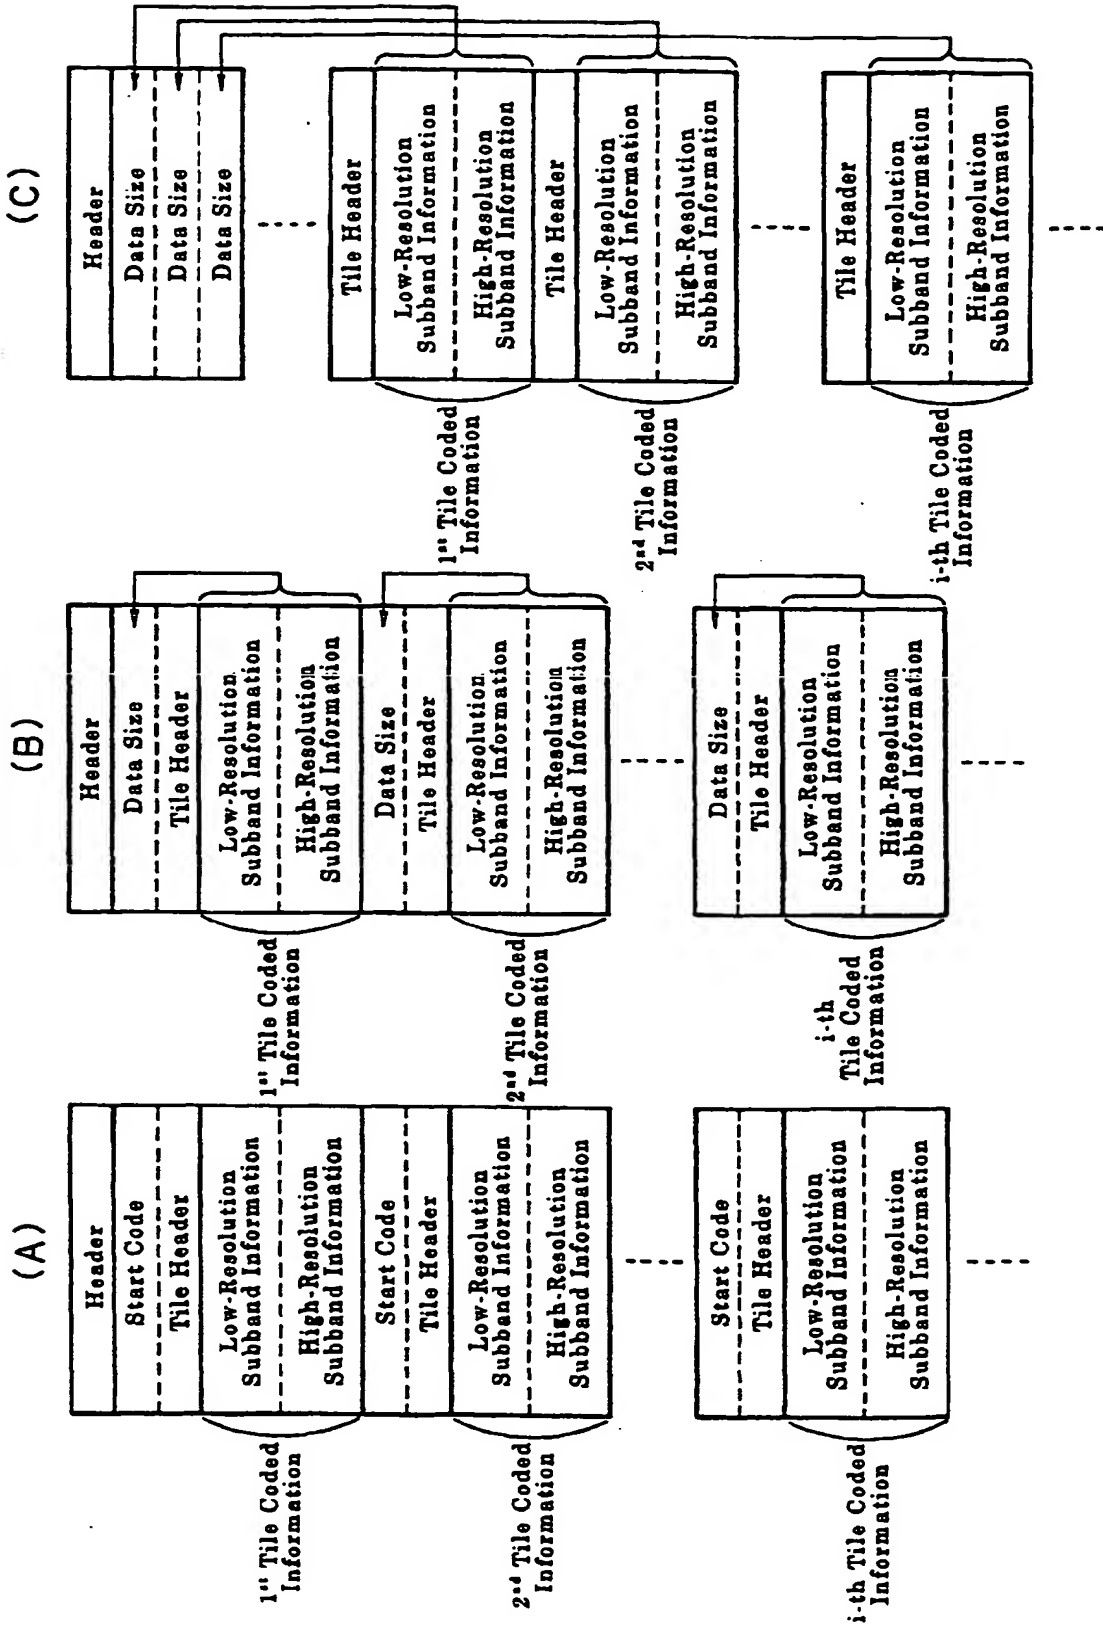 (A)
Header
Start Code
Tile Header
Low-Resolution
Subband Information
High-Resolution
Subband Information
1st Tile Coded
Information
Start Code
Tile Header
Low-Resolution
Subband Information
High-Resolution
Subband Information
2nd Tile Coded
Information
Start Code
Tile Header
Low-Resolution
Subband Information
High-Resolution
Subband Information
i-th Tile Coded
Information
(B)
Header
Data Size
Tile Header
Low-Resolution
Subband Information
High-Resolution
Subband Information
1st Tile Coded
Information
Data Size
Tile Header
Low-Resolution
Subband Information
High-Resolution
Subband Information
2nd Tile Coded
Information
Data Size
Tile Header
Low-Resolution
Subband Information
High-Resolution
Subband Information
i-th
Tile Coded
Information
(C)
Header
Data Size
Data Size
Data Size
Tile Header
Low-Resolution
Subband Information
High-Resolution
Subband Information
1st Tile Coded
Information
Tile Header
Low-Resolution
Subband Information
High-Resolution
Subband Information
2nd Tile Coded
Information
Tile Header
Low-Resolution
Subband Information
High-Resolution
Subband Information
i-th Tile Coded
Information